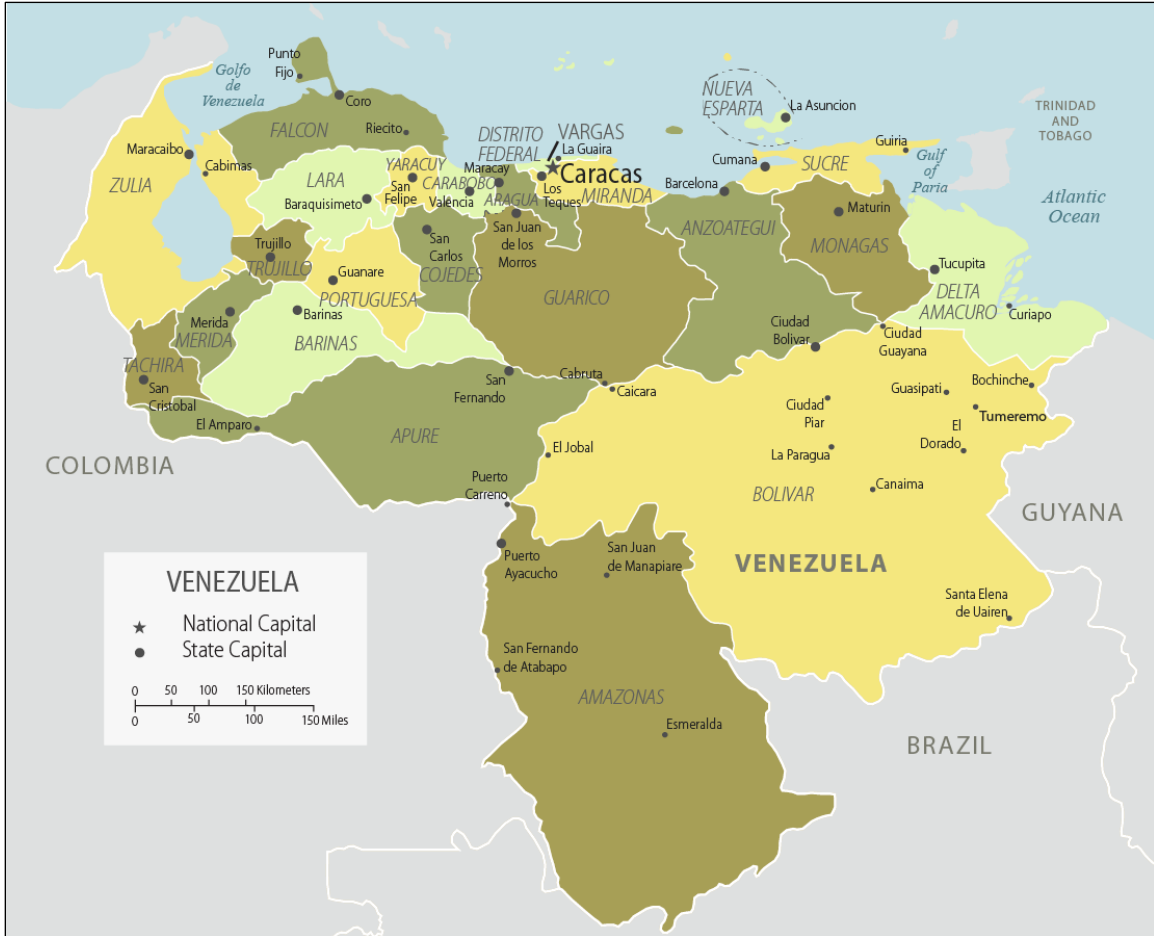 Punto
Fijo
Golfo
de
Venezuela
Coro
FALCON
Riecito
Maracaibo
Cabimas
ZULIA
LARA
Baraquisimeto
YARACUY
San
Felipe
CARABOBO
Valencia
Maracay
ARAGUA
DISTRITO
FEDERAL
VARGAS
La Guaira
Caracas
Los
Teques
MIRANDA
NUEVA
ESPARTA
La Asuncion
Cumana
SUCRE
Guiria
Gulf
of
Paria
TRINIDAD
AND
TOBAGO
Atlantic
Ocean
Barcelona
ANZOATEGUI
Maturin
MONAGAS
Tucupita
DELTA
AMACURO
Curiapo
Trujillo
TRUJILLO
Guanare
PORTUGUESA
San
Carlos
COJEDES
San Juan
de los
Morros
GUARICO
Merida
MERIDA
Barinas
BARINAS
TACHIRA
San
Cristobal
El Amparo
APURE
San
Fernando
Cabruta
Caicara
Ciudad
Bolivar
Ciudad
Guayana
Ciudad
Piar
Guasipati
Bochinche
Tumeremo
El
Dorado
La Paragua
Canaima
El Jobal
BOLIVAR
Puerto
Carreno
COLOMBIA
GUYANA
VENEZUELA
Puerto
Ayacucho
San Juan
de Manapiare
Santa Elena
de Uairen
San Fernando
de Atabapo
AMAZONAS
Esmeralda
BRAZIL
VENEZUELA
National Capital
State Capital
0 50 100 150 Kilometers
0 50 100 150 Miles